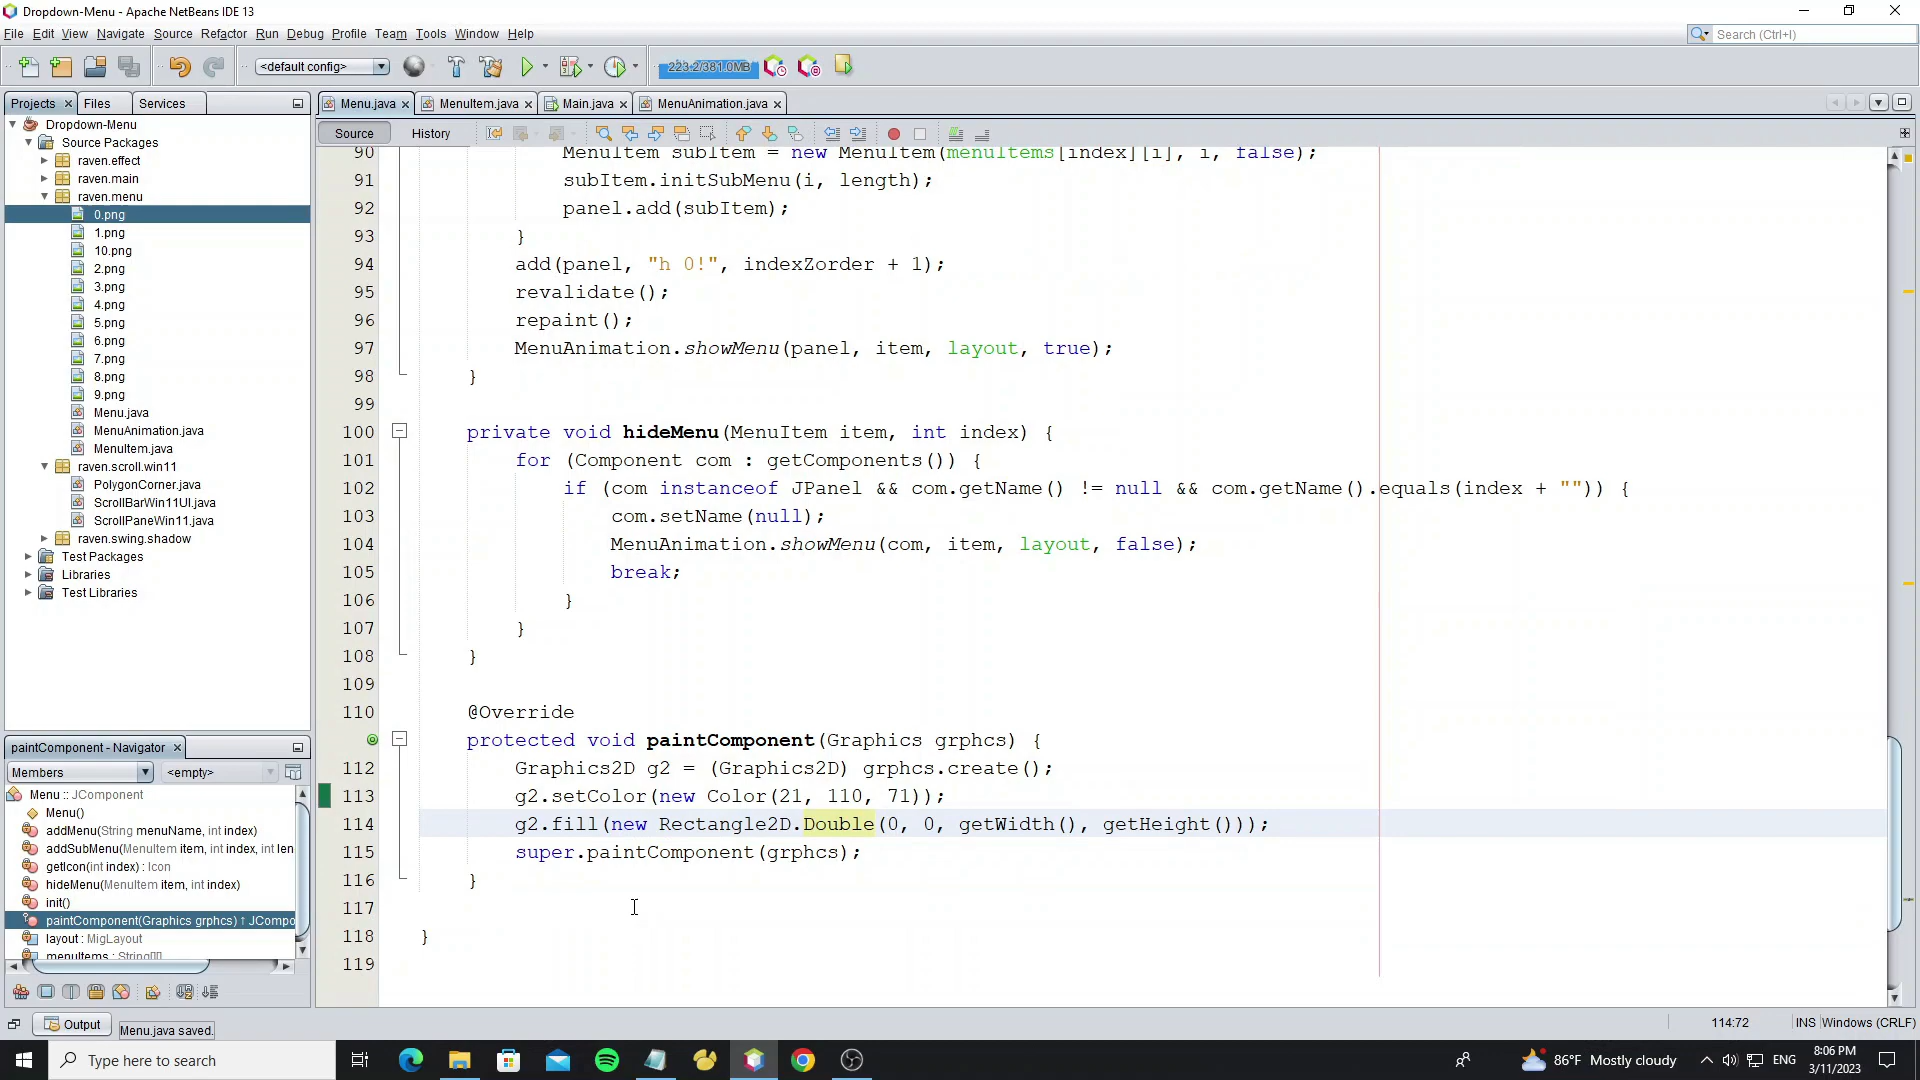 Dropdown-Menu - Apache NetBeans IDE 13
File Edit View Navigate Source Refactor Run Debug Profile Team Tools Window Help
Search (Ctrl+I)
<default config>
223.2/381.0MB
Projects Files Services
Menu.java MenuItem.java Main.java MenuAnimation.java
Source History
Dropdown-Menu
Source Packages
raven.effect
raven.main
raven.menu
0.png
1.png
10.png
2.png
3.png
4.png
5.png
6.png
7.png
8.png
9.png
Menu.java
MenuAnimation.java
MenuItem.java
raven.scroll.win11
PolygonCorner.java
ScrollBarWin11UI.java
ScrollPaneWin11.java
raven.swing.shadow
Test Packages
Libraries
Test Libraries
90 MenuItem subItem = new MenuItem(menuItems[index][i], i, false);
91 subItem.initSubMenu(i, length);
92 panel.add(subItem);
93 }
94 add(panel, "h 0!", indexZorder + 1);
95 revalidate();
96 repaint();
97 MenuAnimation.showMenu(panel, item, layout, true);
98 }
99
100 private void hideMenu(MenuItem item, int index) {
101 for (Component com : getComponents()) {
102 if (com instanceof JPanel && com.getName() != null && com.getName().equals(index + "")) {
103 com.setName(null);
104 MenuAnimation.showMenu(com, item, layout, false);
105 break;
106 }
107 }
108 }
109
110 @Override
protected void paintComponent(Graphics grphcs) {
112 Graphics2D g2 = (Graphics2D) grphcs.create();
113 g2.setColor(new Color(21, 110, 71));
114 g2.fill(new Rectangle2D.Double(0, 0, getWidth(), getHeight()));
115 super.paintComponent(grphcs);
116 }
117
118 }
119
paintComponent - Navigator
Members <empty>
Menu :: JComponent
Menu()
addMenu(String menuName, int index)
addSubMenu(MenuItem item, int index, int len
getIcon(int index) : Icon
hideMenu(MenuItem item, int index)
init()
paintComponent(Graphics grphcs) ↑ JCompo
layout : MigLayout
menuItems : String[][]
Output Menu.java saved.
114:72 INS Windows (CRLF)
Type here to search
86°F Mostly cloudy ENG
8:06 PM
3/11/2023